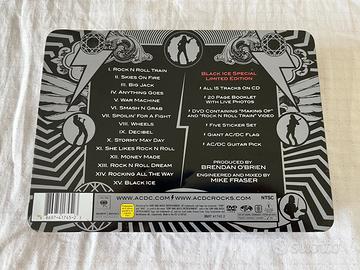 I. Rock N Roll Train
II. Skies On Fire
III. Big Jack
IV. Anything Goes
V. War Machine
VI. Smash N Grab
VII. Spoilin' For A Fight
VIII. Wheels
IX. Decibel
X. Stormy May Day
XI. She Likes Rock N Roll
XII. Money Made
XIII. Rock N Roll Dream
XIV. Rocking All The Way
XV. Black Ice
Black Ice Special
Limited Edition
All 15 Tracks On CD
20 Page Booklet
with Live Photos
1 DVD Containing "Making Of"
and "Rock N Roll Train" Video
Five Sticker Set
Giant AC/DC Flag
AC/DC Guitar Pick
Produced by
Brendan O'Brien
Engineered and mixed by
Mike Fraser
www.acdc.com / www.acdcrocks.com
NTSC